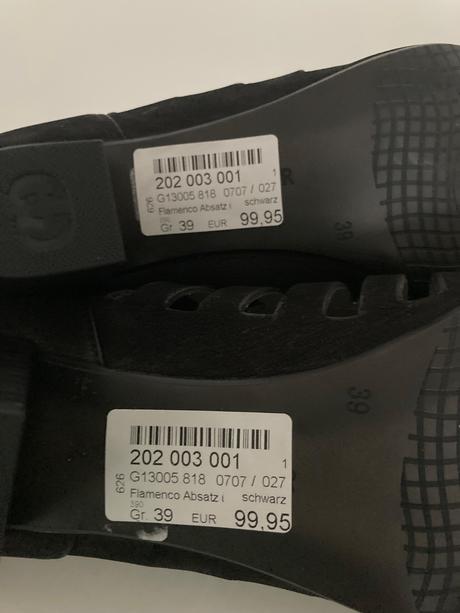 202 003 001 1
626 G13005 818 0707 / 027
Flamenco Absatz i schwarz
Gr. 39 EUR 99,95
R
39
202 003 001 1
626 G13005 818 0707 / 027
Flamenco Absatz i schwarz
390
Gr. 39 EUR 99,95
39